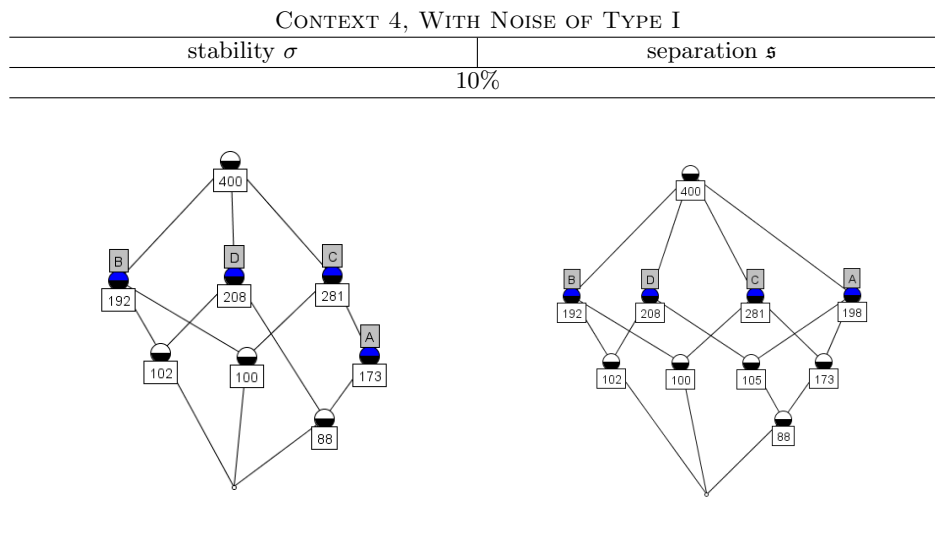 CONTEXT 4, WITH NOISE OF TYPE I
stability σ separation 𝔰
10%
400
400
B D C
B D C A
192 208 281
192 208 281 198
A
102 100 173
102 100 105 173
88
88